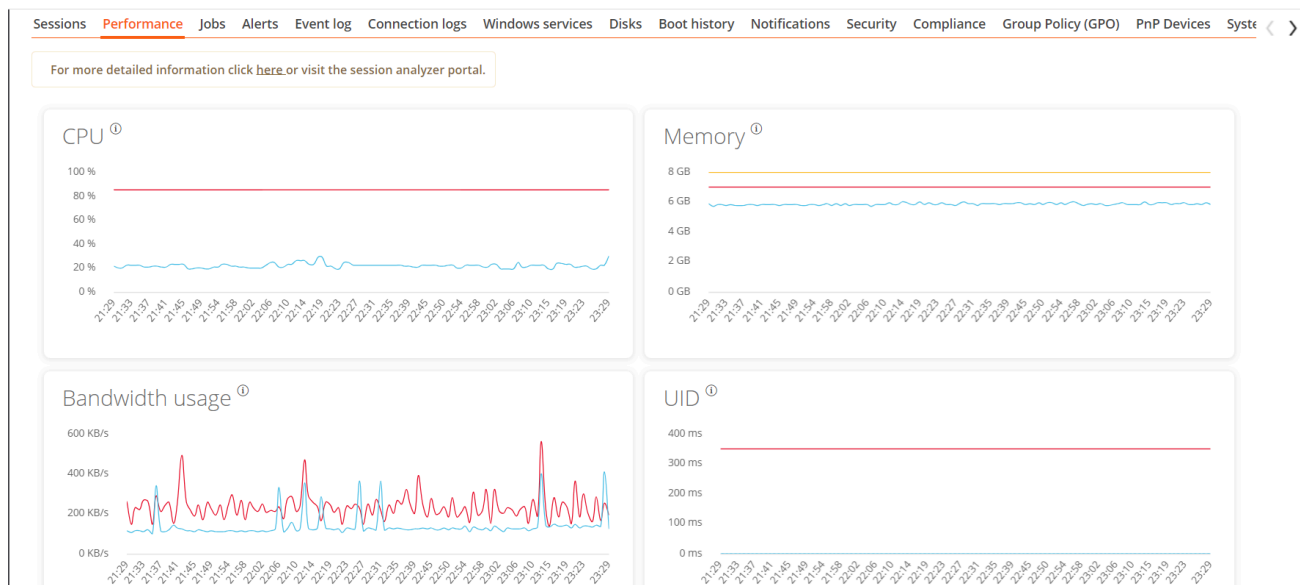 Sessions Performance Jobs Alerts Event log Connection logs Windows services Disks Boot history Notifications Security Compliance Group Policy (GPO) PnP Devices Syste
For more detailed information click here or visit the session analyzer portal.
CPU
100 %
80 %
60 %
40 %
20 %
0 %
21:29 21:33 21:37 21:41 21:45 21:49 21:54 21:58 22:02 22:06 22:10 22:14 22:19 22:23 22:27 22:31 22:35 22:39 22:45 22:50 22:54 22:58 23:02 23:06 23:10 23:15 23:19 23:23 23:29
Memory
8 GB
6 GB
4 GB
2 GB
0 GB
21:29 21:33 21:37 21:41 21:45 21:49 21:54 21:58 22:02 22:06 22:10 22:14 22:19 22:23 22:27 22:31 22:35 22:39 22:45 22:50 22:54 22:58 23:02 23:06 23:10 23:15 23:19 23:23 23:29
Bandwidth usage
600 KB/s
400 KB/s
200 KB/s
0 KB/s
21:29 21:33 21:37 21:41 21:45 21:49 21:54 21:58 22:02 22:06 22:10 22:14 22:19 22:23 22:27 22:31 22:35 22:39 22:45 22:50 22:54 22:58 23:02 23:06 23:10 23:15 23:19 23:23 23:29
UID
400 ms
300 ms
200 ms
100 ms
0 ms
21:29 21:33 21:37 21:41 21:45 21:49 21:54 21:58 22:02 22:06 22:10 22:14 22:19 22:23 22:27 22:31 22:35 22:39 22:45 22:50 22:54 22:58 23:02 23:06 23:10 23:15 23:19 23:23 23:29